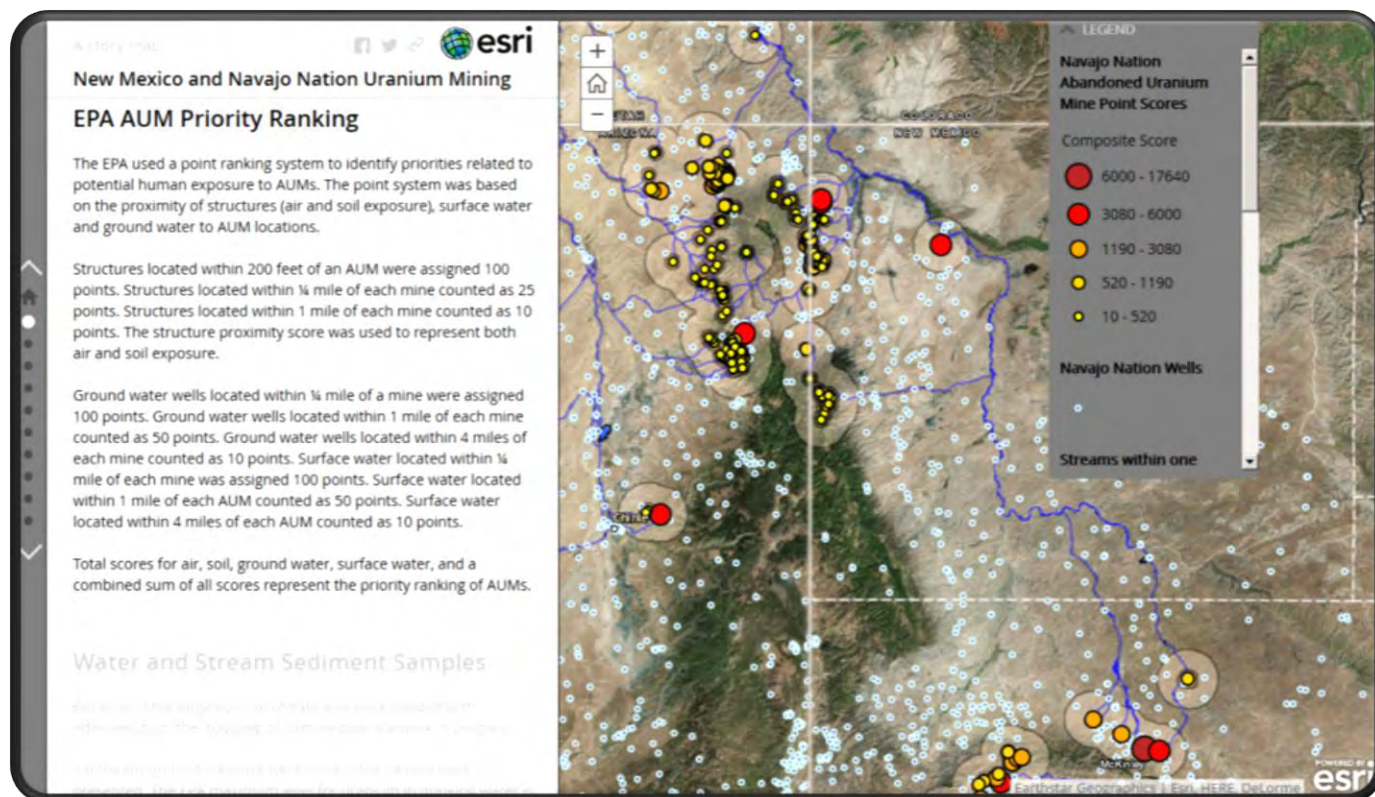 A story map
esri
New Mexico and Navajo Nation Uranium Mining
EPA AUM Priority Ranking
The EPA used a point ranking system to identify priorities related to
potential human exposure to AUMs. The point system was based
on the proximity of structures (air and soil exposure), surface water
and ground water to AUM locations.
Structures located within 200 feet of an AUM were assigned 100
points. Structures located within ¼ mile of each mine counted as 25
points. Structures located within 1 mile of each mine counted as 10
points. The structure proximity score was used to represent both
air and soil exposure.
Ground water wells located within ¼ mile of a mine were assigned
100 points. Ground water wells located within 1 mile of each mine
counted as 50 points. Ground water wells located within 4 miles of
each mine counted as 10 points. Surface water located within ¼
mile of each mine was assigned 100 points. Surface water located
within 1 mile of each AUM counted as 50 points. Surface water
located within 4 miles of each AUM counted as 10 points.
Total scores for air, soil, ground water, surface water, and a
combined sum of all scores represent the priority ranking of AUMs.
Water and Stream Sediment Samples
+
−
UTAH
ARIZONA
COLORADO
NEW MEXICO
Chinle
McKinley
LEGEND
Navajo Nation
Abandoned Uranium
Mine Point Scores
Composite Score
6000 - 17640
3080 - 6000
1190 - 3080
520 - 1190
10 - 520
Navajo Nation Wells
Streams within one
POWERED BY
esri
Earthstar Geographics | Esri, HERE, DeLorme